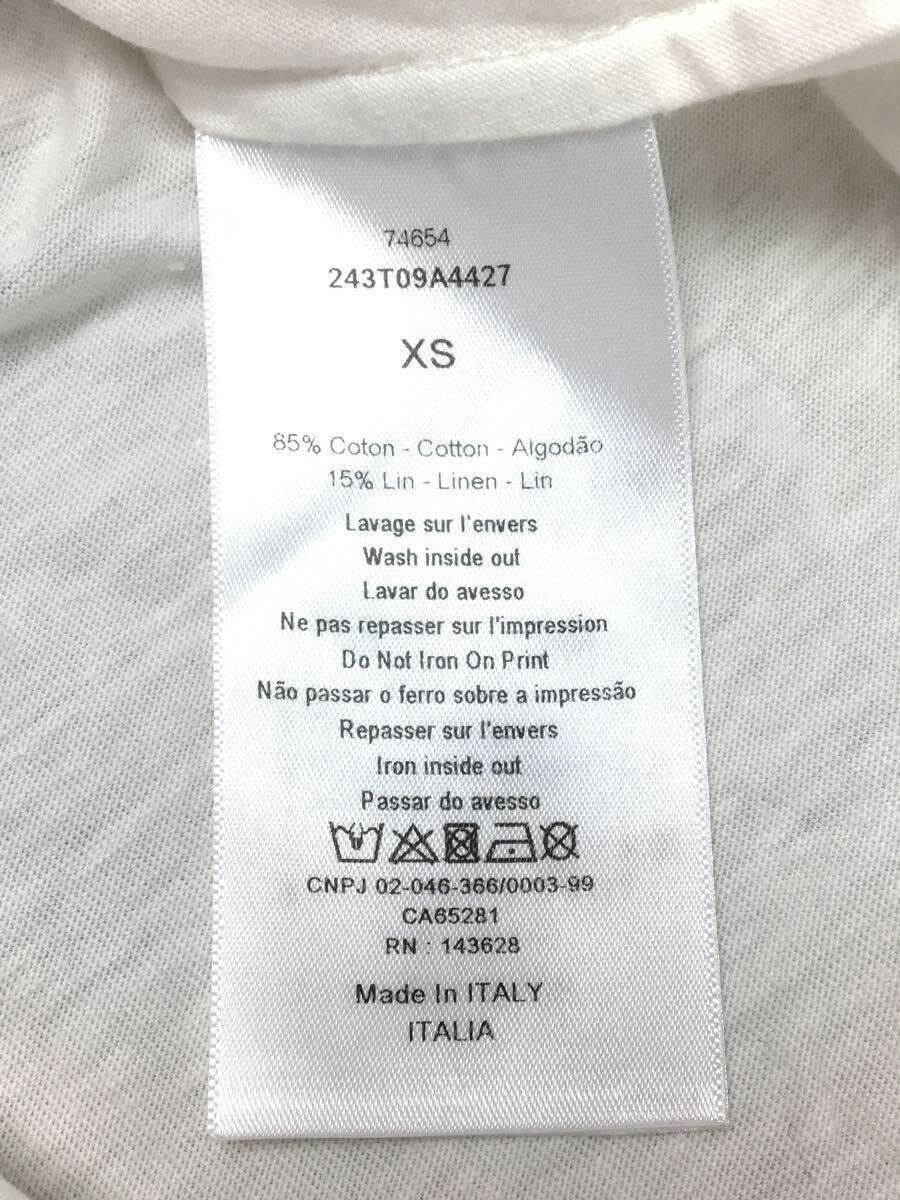 74654
243T09A4427
XS
85% Coton - Cotton - Algodão
15% Lin - Linen - Lin
Lavage sur l'envers
Wash inside out
Lavar do avesso
Ne pas repasser sur l'impression
Do Not Iron On Print
Não passar o ferro sobre a impressão
Repasser sur l'envers
Iron inside out
Passar do avesso
CNPJ 02-046-366/0003-99
CA65281
RN : 143628
Made In ITALY
ITALIA